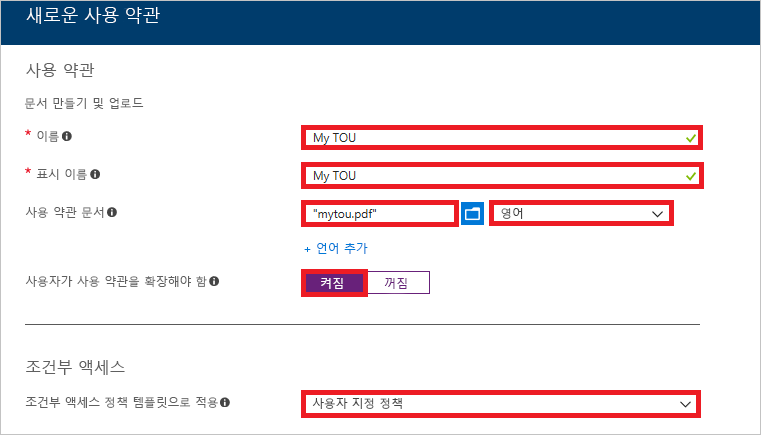 새로운 사용 약관
사용 약관
문서 만들기 및 업로드
* 이름
My TOU
* 표시 이름
My TOU
사용 약관 문서
"mytou.pdf"
영어
+ 언어 추가
사용자가 사용 약관을 확장해야 함
켜짐
꺼짐
조건부 액세스
조건부 액세스 정책 템플릿으로 적용
사용자 지정 정책